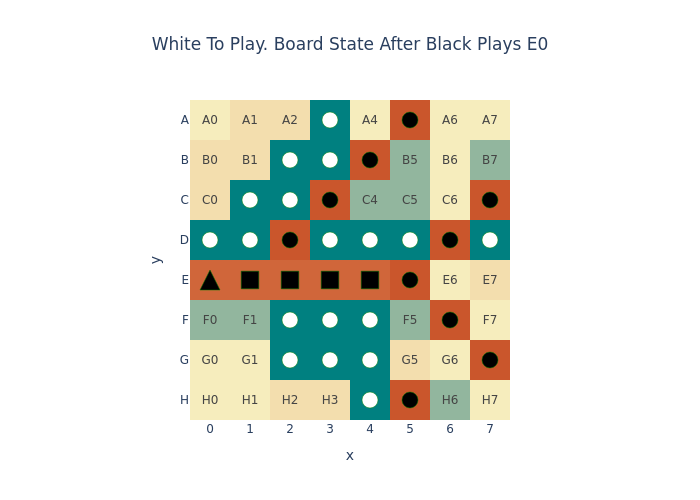 White To Play. Board State After Black Plays E0
A A0 A1 A2 A4 A6 A7
B B0 B1 B5 B6 B7
C C0 C4 C5 C6
D
E E6 E7
F F0 F1 F5 F7
G G0 G1 G5 G6
H H0 H1 H2 H3 H6 H7
0 1 2 3 4 5 6 7
x
y